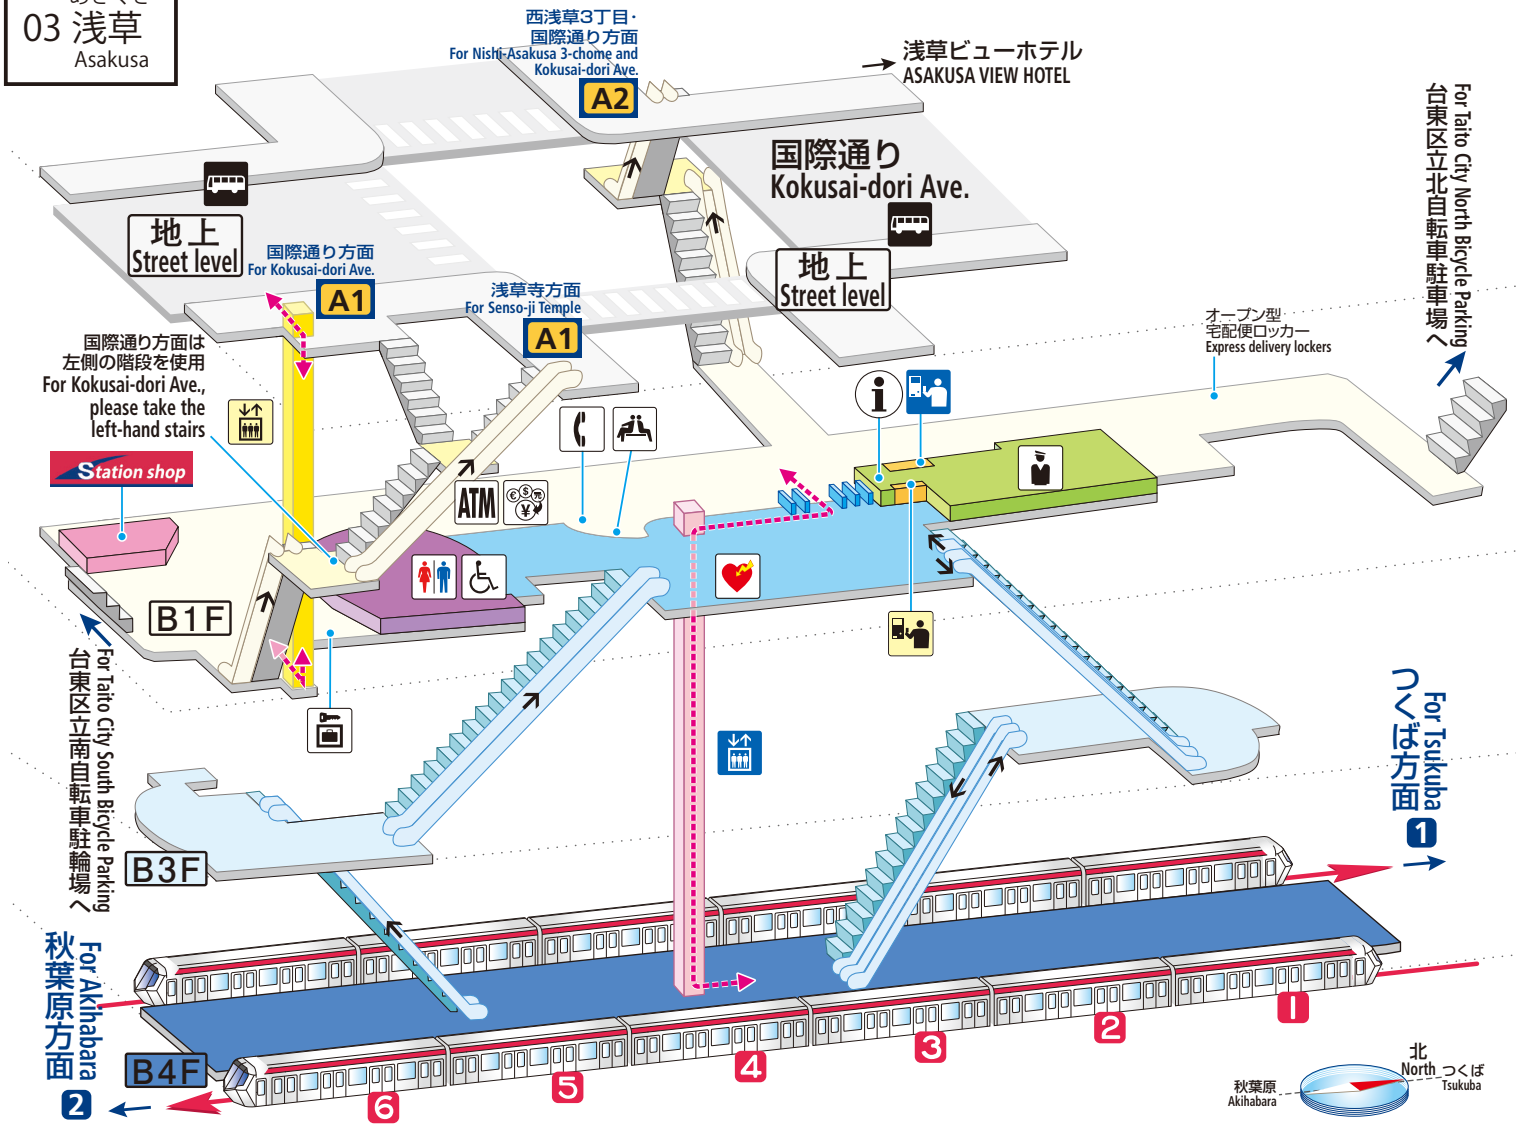 03 浅草
Asakusa
西浅草3丁目・
国際通り方面
For Nishi-Asakusa 3-chome and
Kokusai-dori Ave.
A2
浅草ビューホテル
ASAKUSA VIEW HOTEL
国際通り
Kokusai-dori Ave.
地上
Street level
地上
Street level
国際通り方面
For Kokusai-dori Ave.
A1
浅草寺方面
For Senso-ji Temple
A1
国際通り方面は
左側の階段を使用
For Kokusai-dori Ave.,
please take the
left-hand stairs
Station shop
オープン型
宅配便ロッカー
Express delivery lockers
For Taito City North Bicycle Parking
台東区立北自転車駐車場へ
ATM
B1F
For Taito City South Bicycle Parking
台東区立南自転車駐輪場へ
B3F
For Tsukuba
つくば方面
1
For Akihabara
秋葉原方面
2
B4F
6
5
4
3
2
1
北
North
つくば
Tsukuba
秋葉原
Akihabara